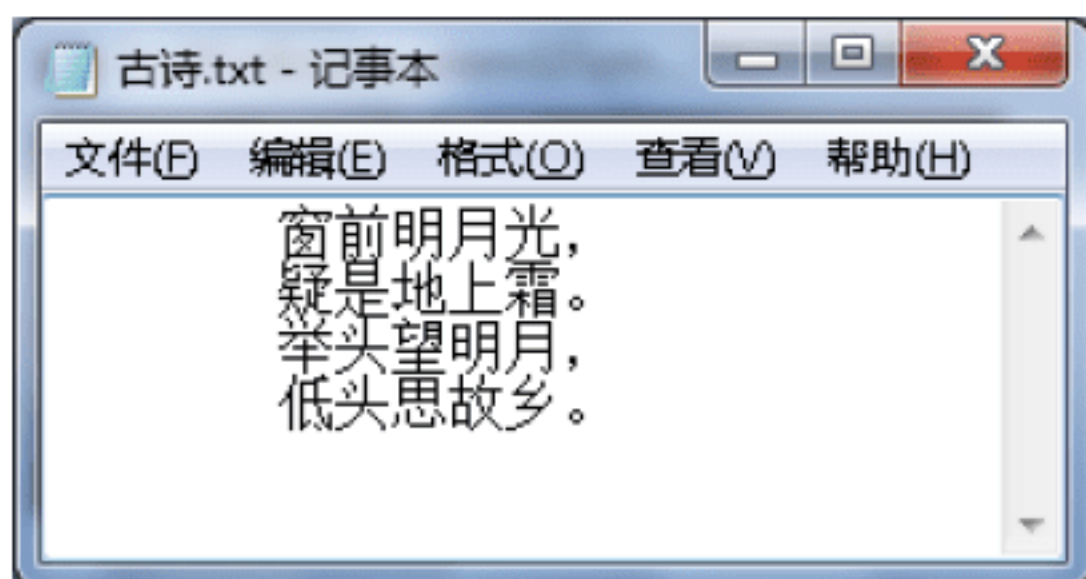 古诗.txt - 记事本
文件(F) 编辑(E) 格式(O) 查看(V) 帮助(H)
窗前明月光，
疑是地上霜。
举头望明月，
低头思故乡。